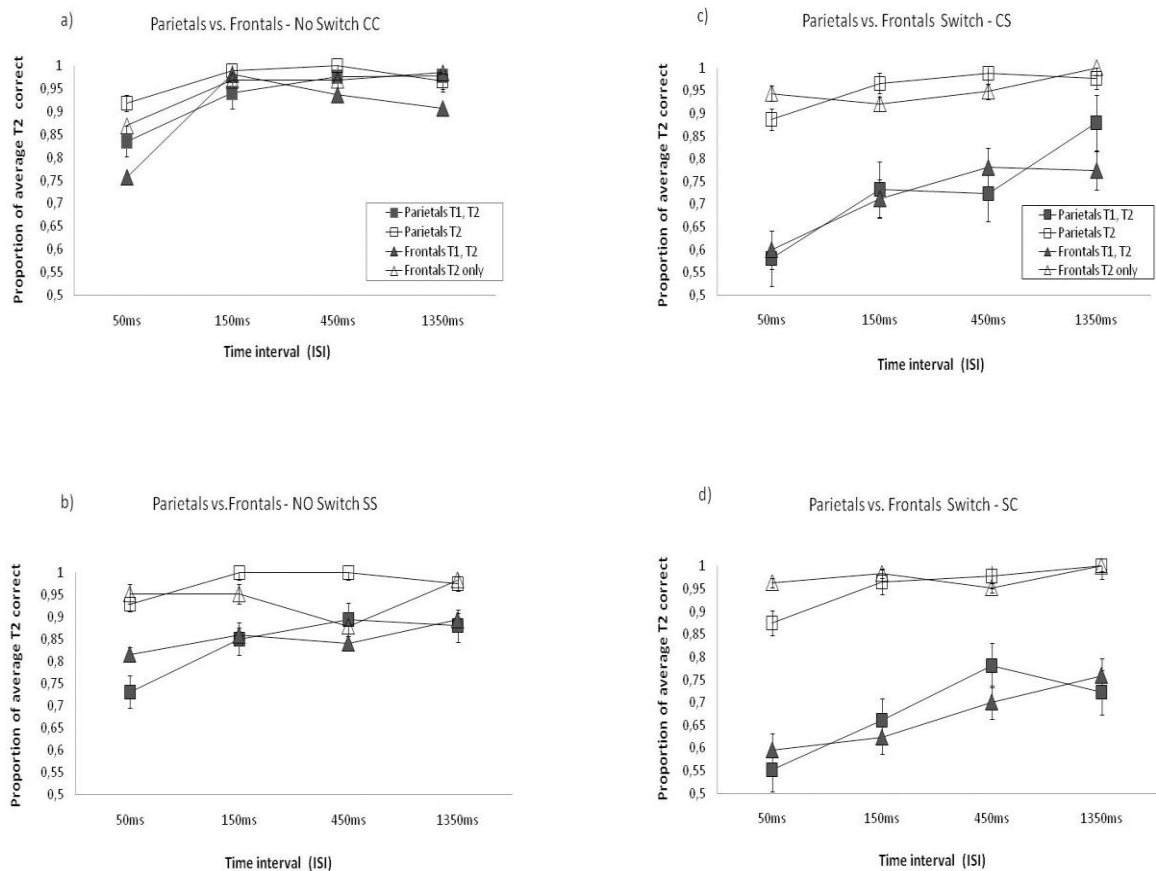 a)
Parietals vs. Frontals - No Switch CC
Proportion of average T2 correct
1
0,95
0,9
0,85
0,8
0,75
0,7
0,65
0,6
0,55
0,5
Parietals T1, T2
Parietals T2
Frontals T1, T2
Frontals T2 only
50ms 150ms 450ms 1350ms
Time interval (ISI)
c)
Parietals vs. Frontals Switch - CS
Proportion of average T2 correct
1
0,95
0,9
0,85
0,8
0,75
0,7
0,65
0,6
0,55
0,5
Parietals T1, T2
Parietals T2
Frontals T1, T2
Frontals T2 only
50ms 150ms 450ms 1350ms
Time interval (ISI)
b)
Parietals vs.Frontals - NO Switch SS
Proportion of average T2 correct
1
0,95
0,9
0,85
0,8
0,75
0,7
0,65
0,6
0,55
0,5
50ms 150ms 450ms 1350ms
Time interval (ISI)
d)
Parietals vs. Frontals Switch - SC
Proportion of average T2 correct
1
0,95
0,9
0,85
0,8
0,75
0,7
0,65
0,6
0,55
0,5
50ms 150ms 450ms 1350ms
Time interval (ISI)